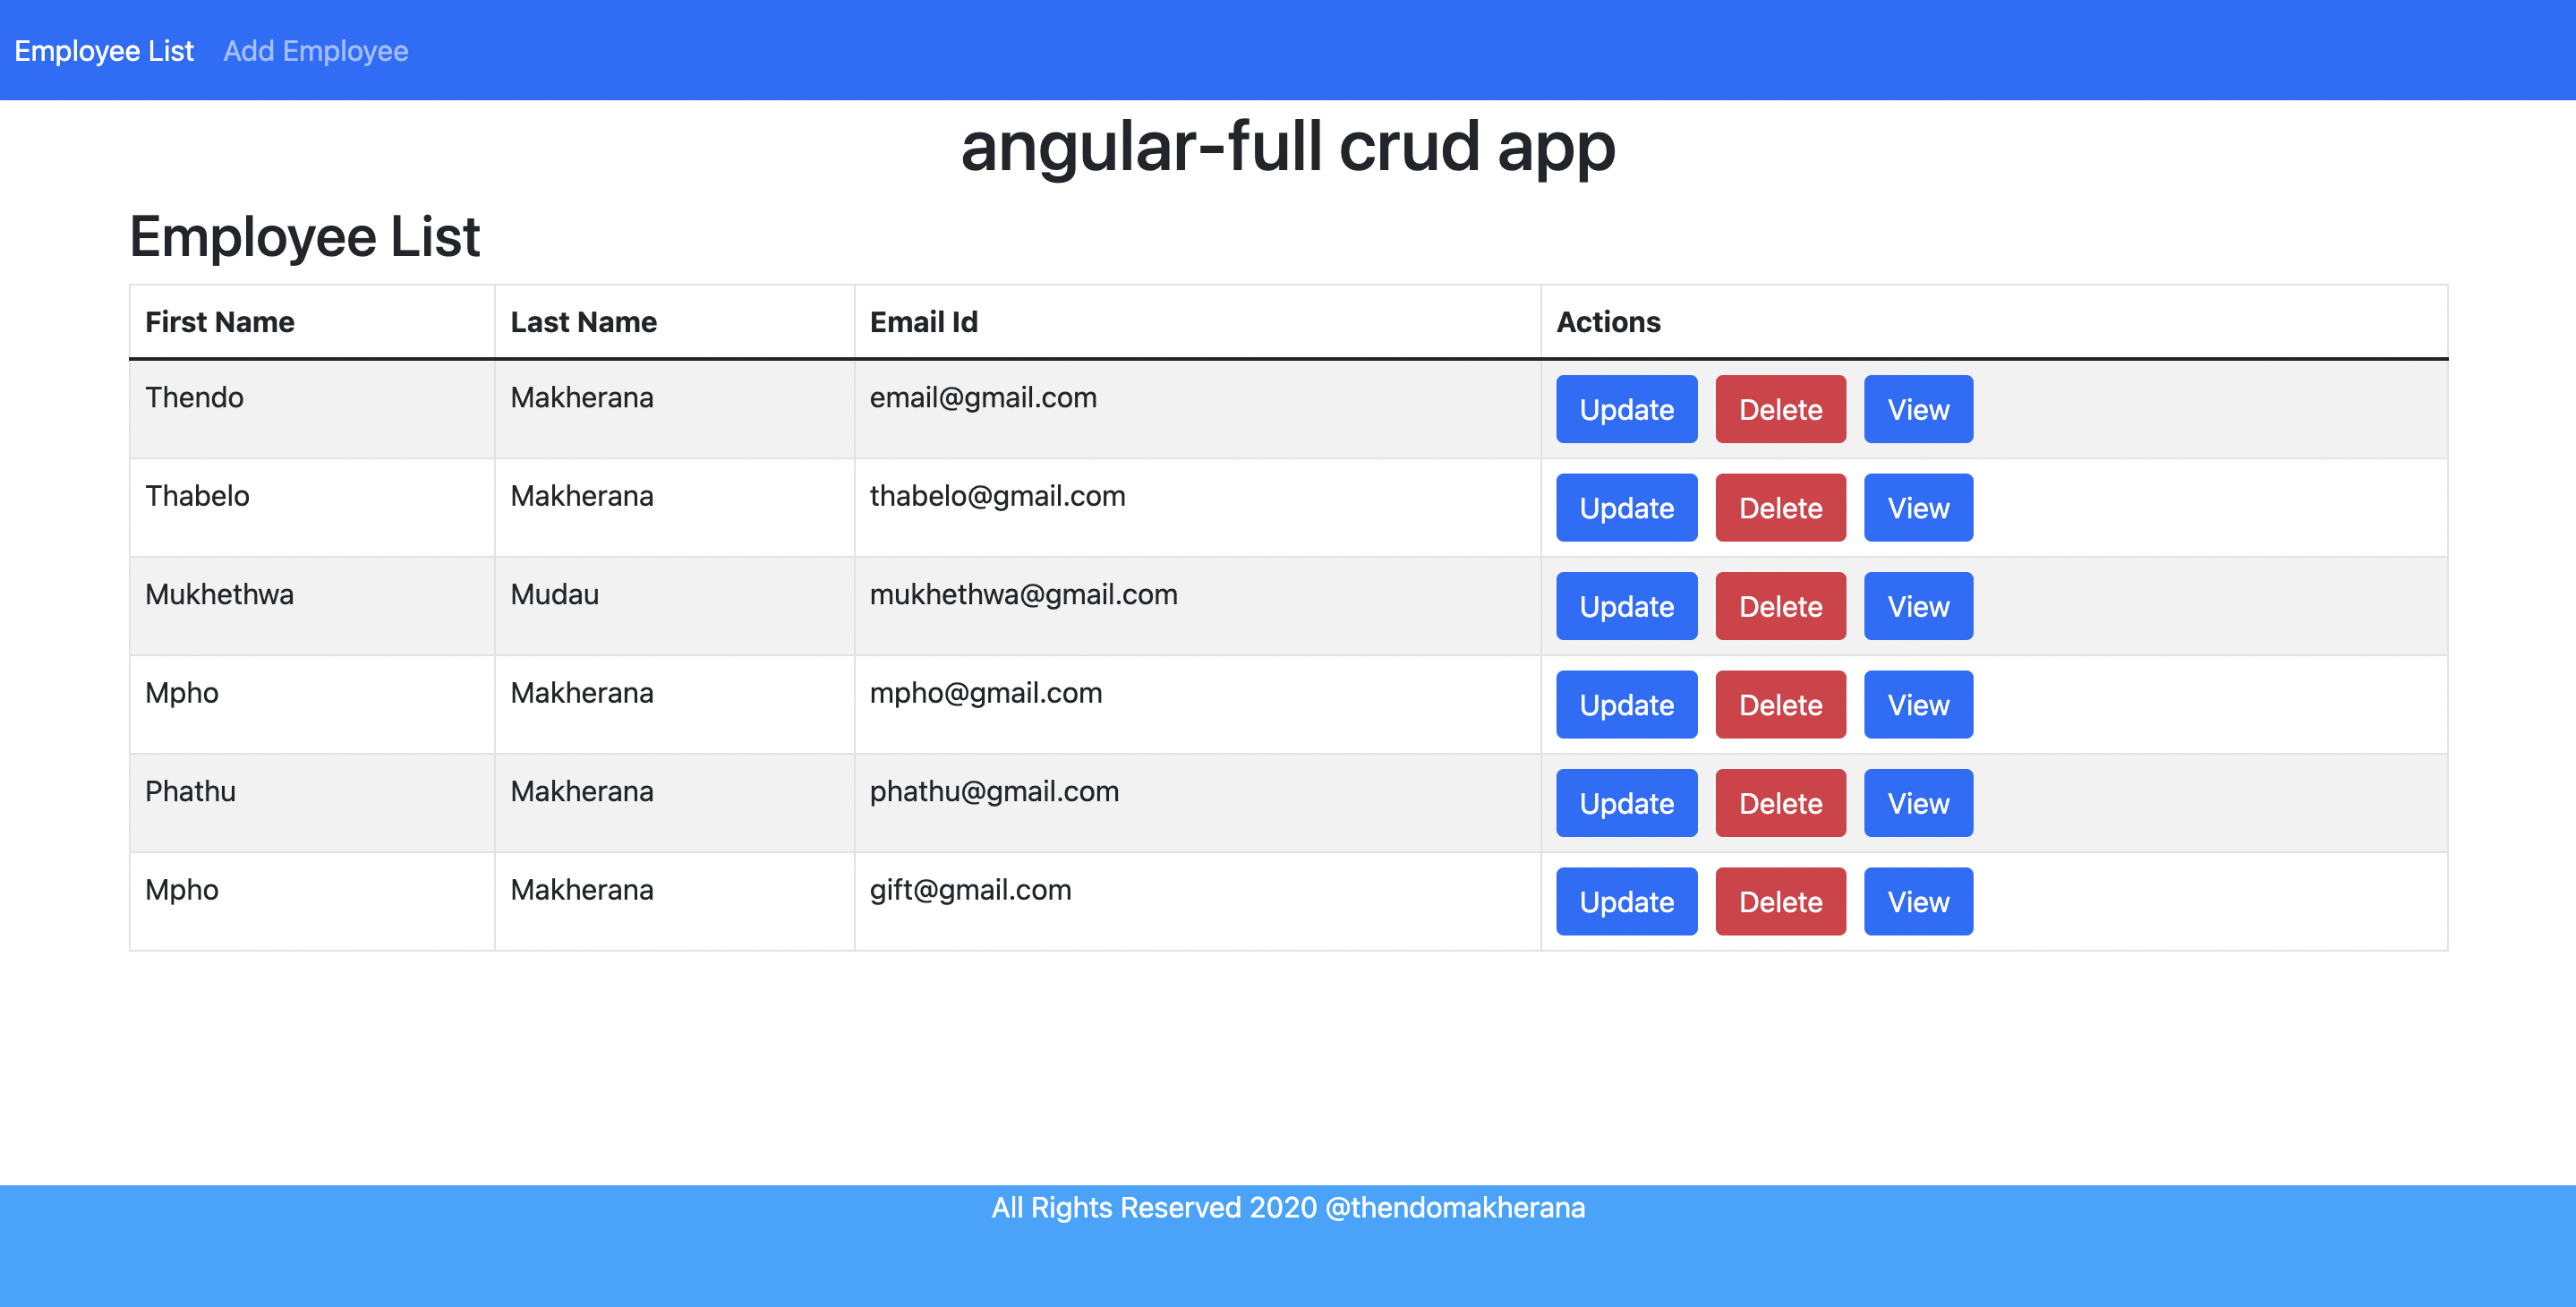 Employee List Add Employee
angular-full crud app
Employee List
First Name Last Name Email Id Actions
Thendo Makherana email@gmail.com Update Delete View
Thabelo Makherana thabelo@gmail.com Update Delete View
Mukhethwa Mudau mukhethwa@gmail.com Update Delete View
Mpho Makherana mpho@gmail.com Update Delete View
Phathu Makherana phathu@gmail.com Update Delete View
Mpho Makherana gift@gmail.com Update Delete View
All Rights Reserved 2020 @thendomakherana